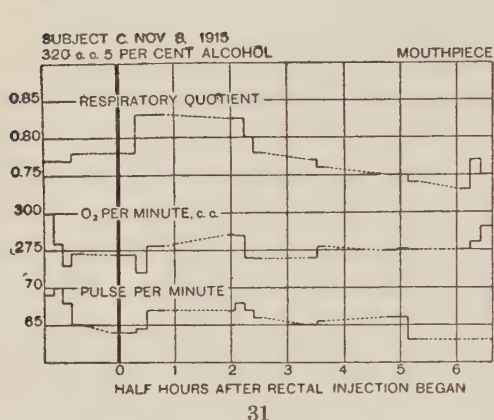 SUBJECT C. NOV 8, 1915
320 c.c. 5 PER CENT ALCOHOL MOUTHPIECE
0.85
RESPIRATORY QUOTIENT
0.80
0.75
300
O₂ PER MINUTE, c.c.
275
70
PULSE PER MINUTE
65
0 1 2 3 4 5 6
HALF HOURS AFTER RECTAL INJECTION BEGAN
31